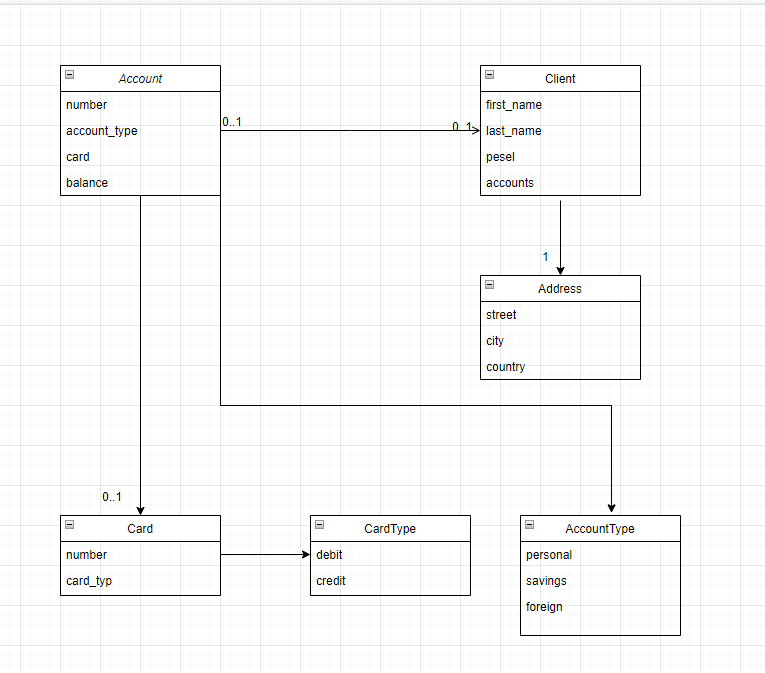 Account
number
account_type
card
balance
0..1
0..1
Client
first_name
last_name
pesel
accounts
1
Address
street
city
country
0..1
Card
number
card_typ
CardType
debit
credit
AccountType
personal
savings
foreign